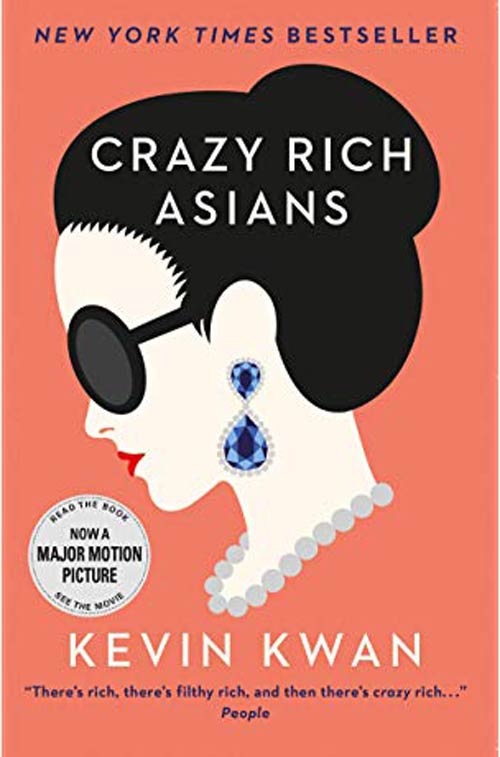 NEW YORK TIMES BESTSELLER
CRAZY RICH
ASIANS
READ THE BOOK
NOW A
MAJOR MOTION
PICTURE
SEE THE MOVIE
KEVIN KWAN
“There's rich, there's filthy rich, and then there's crazy rich...”
People